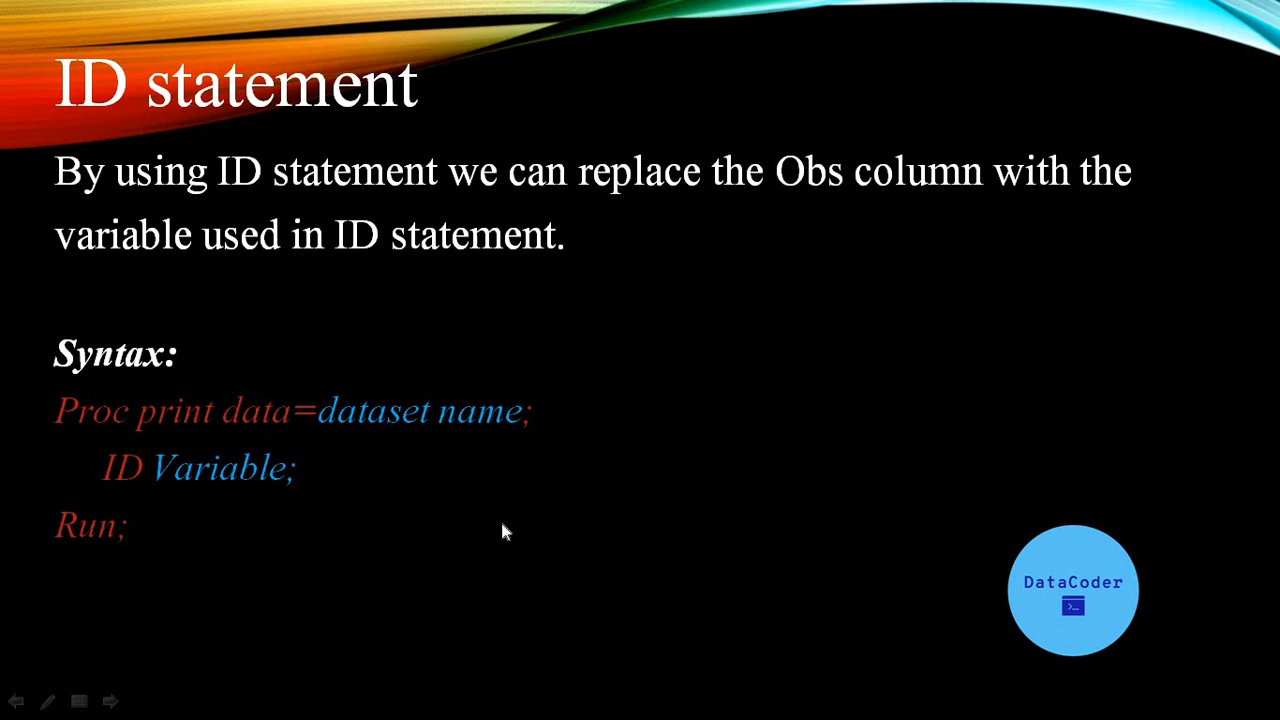 ID statement
By using ID statement we can replace the Obs column with the
variable used in ID statement.
Syntax:
Proc print data=dataset name;
ID Variable;
Run;
DataCoder
>_